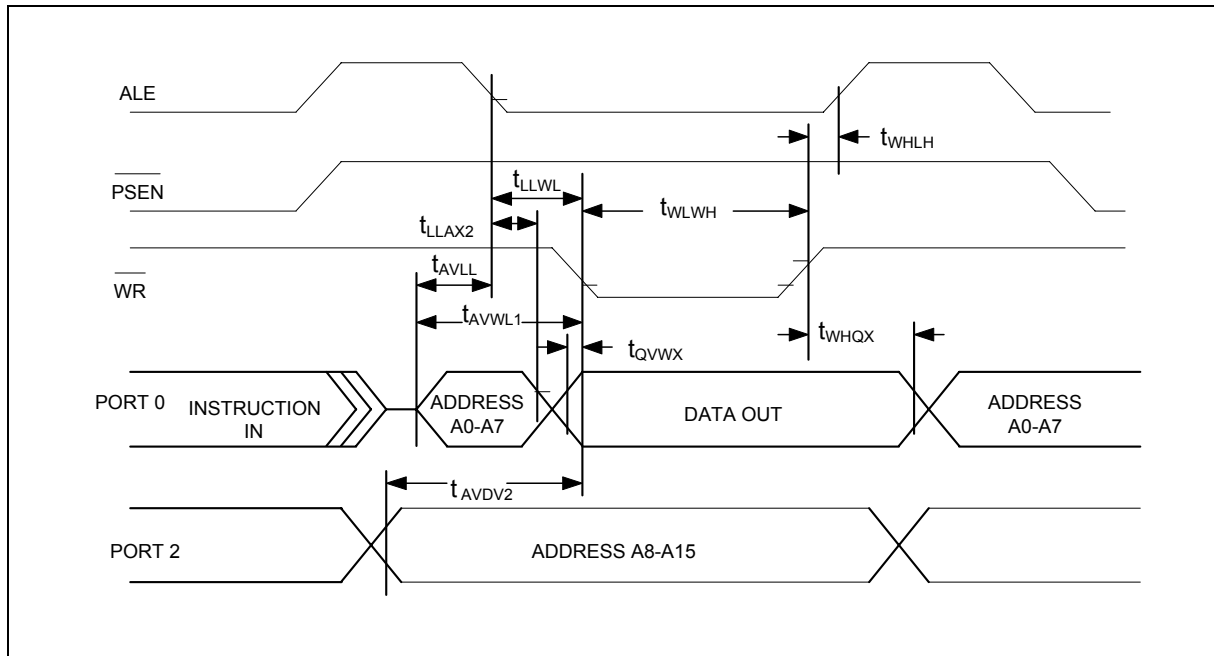 ALE
tWHLH
PSEN
tLLWL
tWLWH
tLLAX2
tAVLL
WR
tAVWL1
tWHQX
tQVWX
PORT 0
INSTRUCTION
IN
ADDRESS
A0-A7
DATA OUT
ADDRESS
A0-A7
tAVDV2
PORT 2
ADDRESS A8-A15